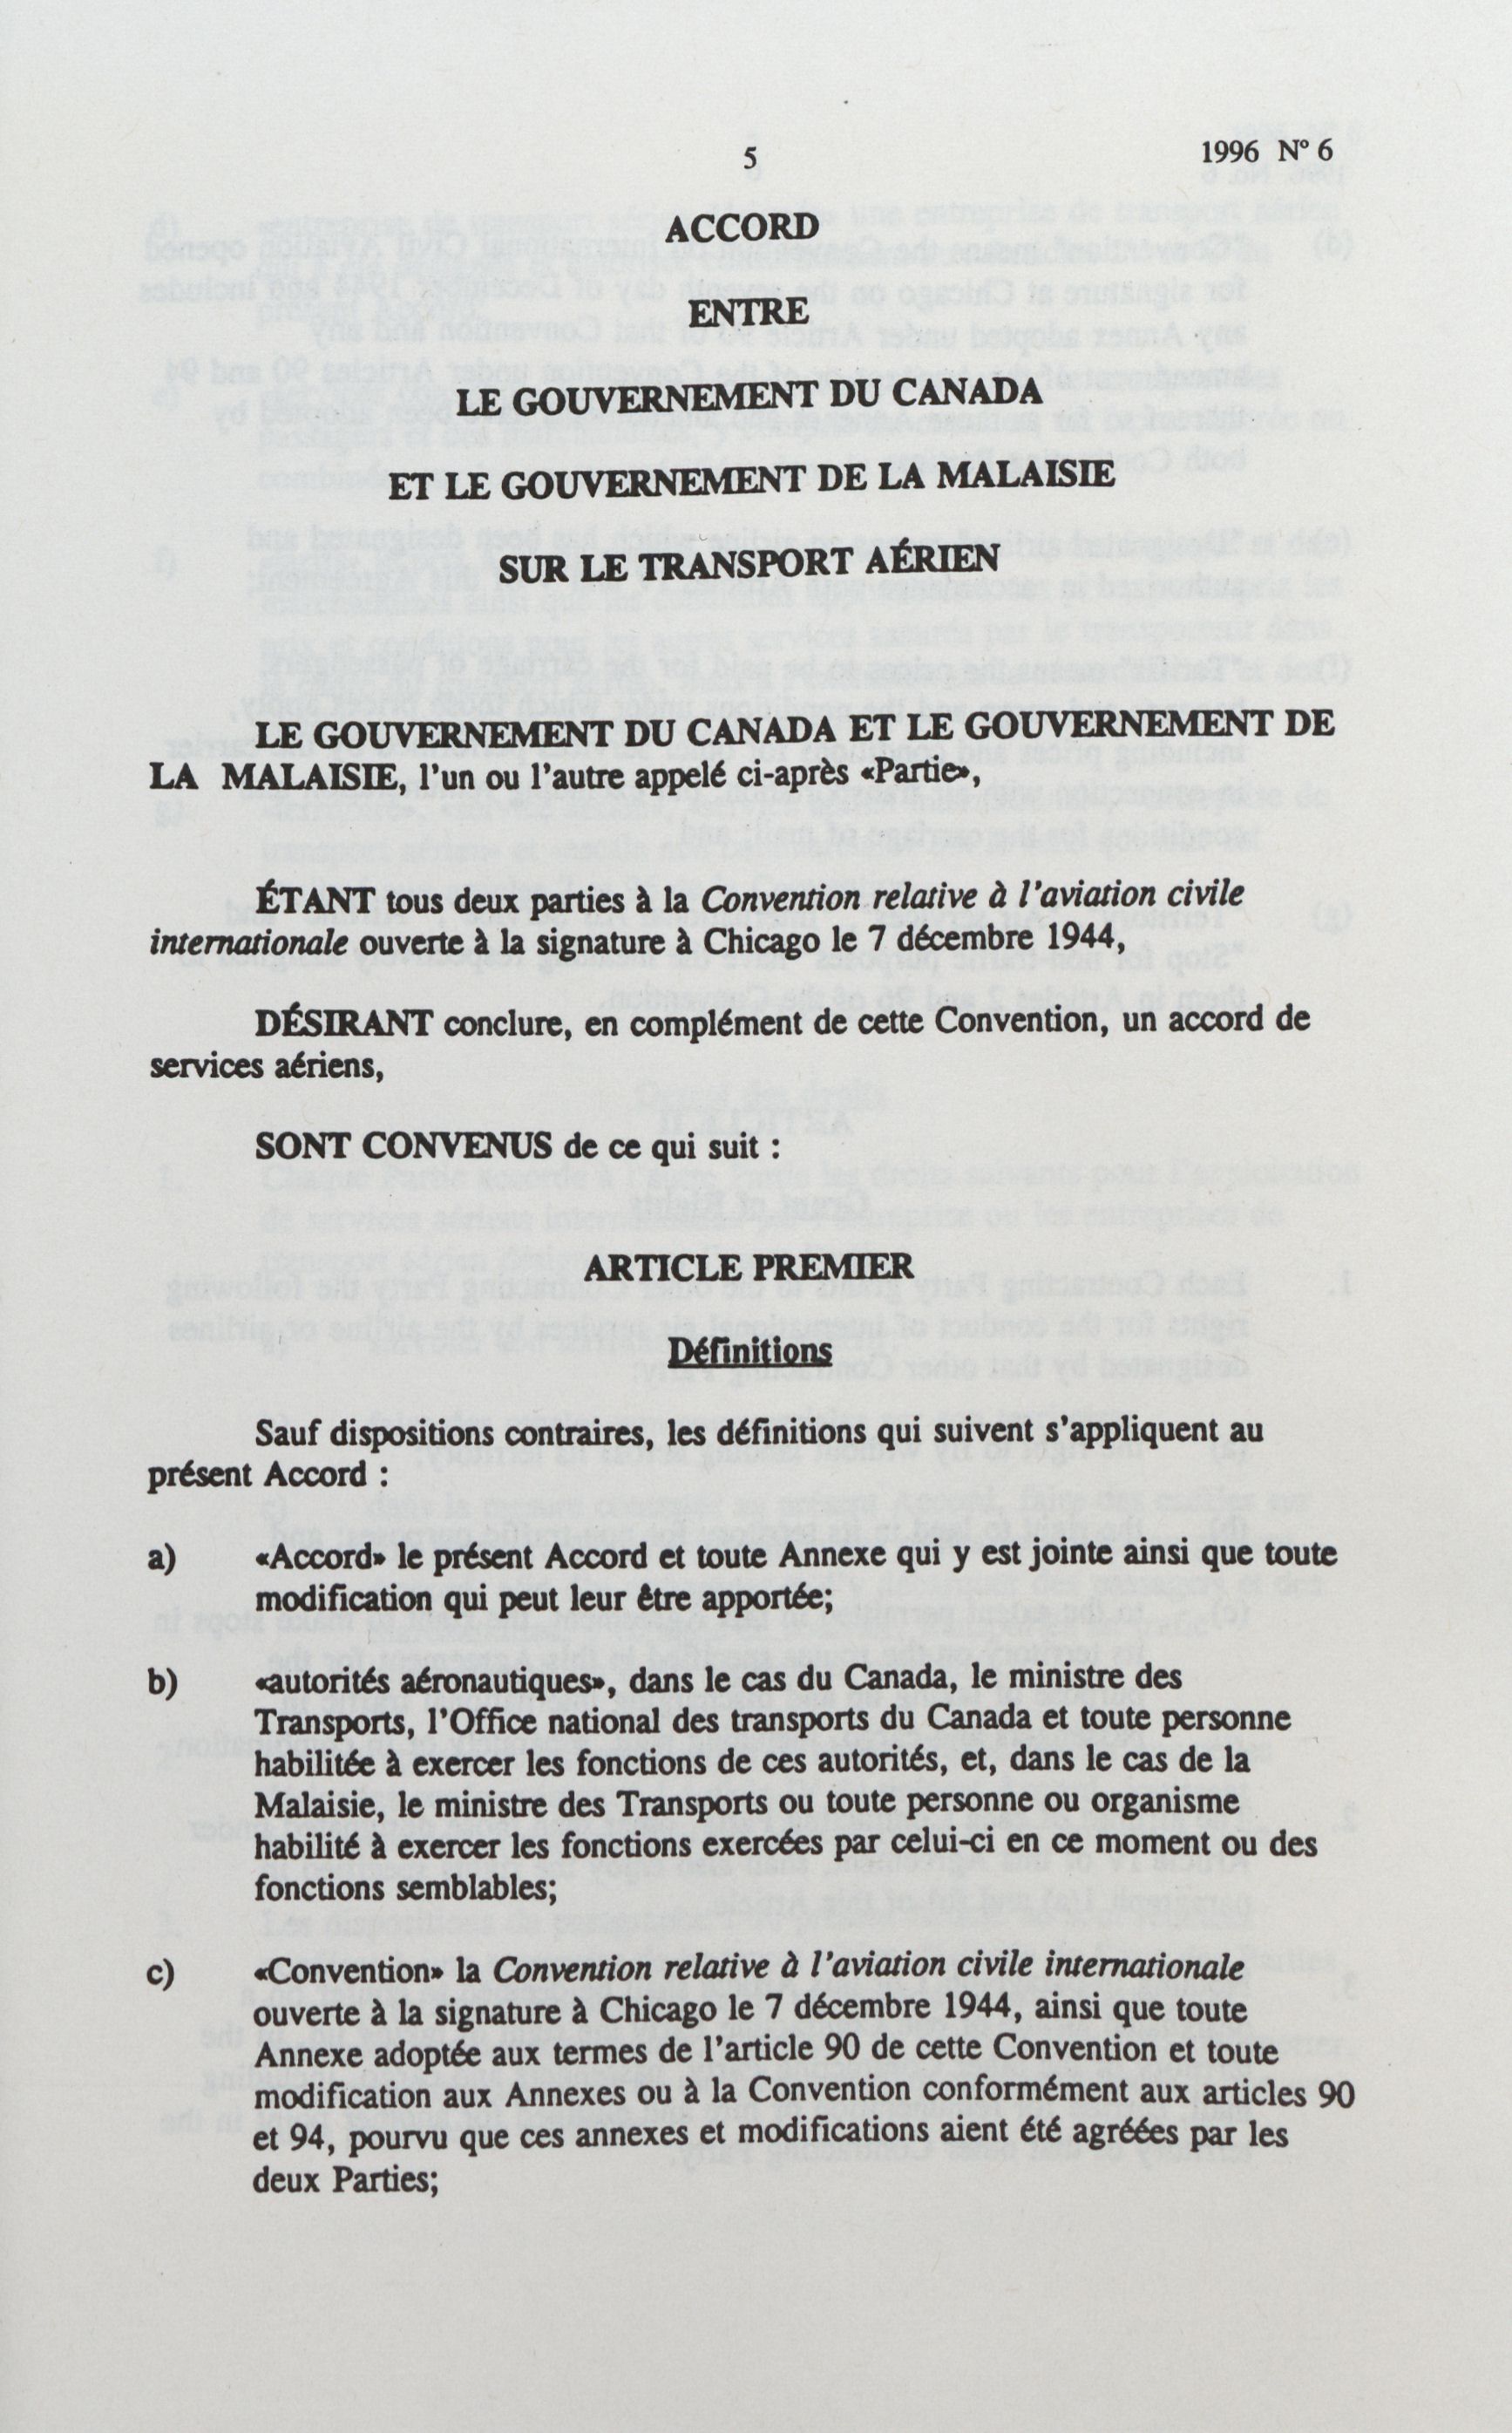 5
1996 N° 6
ACCORD
ENTRE
LE GOUVERNEMENT DU CANADA
ET LE GOUVERNEMENT DE LA MALAISIE
SUR LE TRANSPORT AÉRIEN
LE GOUVERNEMENT DU CANADA ET LE GOUVERNEMENT DE
LA MALAISIE, l'un ou l'autre appelé ci-après «Partie»,
ÉTANT tous deux parties à la Convention relative à l'aviation civile
internationale ouverte à la signature à Chicago le 7 décembre 1944,
DÉSIRANT conclure, en complément de cette Convention, un accord de
services aériens,
SONT CONVENUS de ce qui suit :
ARTICLE PREMIER
Définitions
Sauf dispositions contraires, les définitions qui suivent s'appliquent au
présent Accord :
a) «Accord» le présent Accord et toute Annexe qui y est jointe ainsi que toute
modification qui peut leur être apportée;
b) «autorités aéronautiques», dans le cas du Canada, le ministre des
Transports, l'Office national des transports du Canada et toute personne
habilitée à exercer les fonctions de ces autorités, et, dans le cas de la
Malaisie, le ministre des Transports ou toute personne ou organisme
habilité à exercer les fonctions exercées par celui-ci en ce moment ou des
fonctions semblables;
c) «Convention» la Convention relative à l'aviation civile internationale
ouverte à la signature à Chicago le 7 décembre 1944, ainsi que toute
Annexe adoptée aux termes de l'article 90 de cette Convention et toute
modification aux Annexes ou à la Convention conformément aux articles 90
et 94, pourvu que ces annexes et modifications aient été agréées par les
deux Parties;